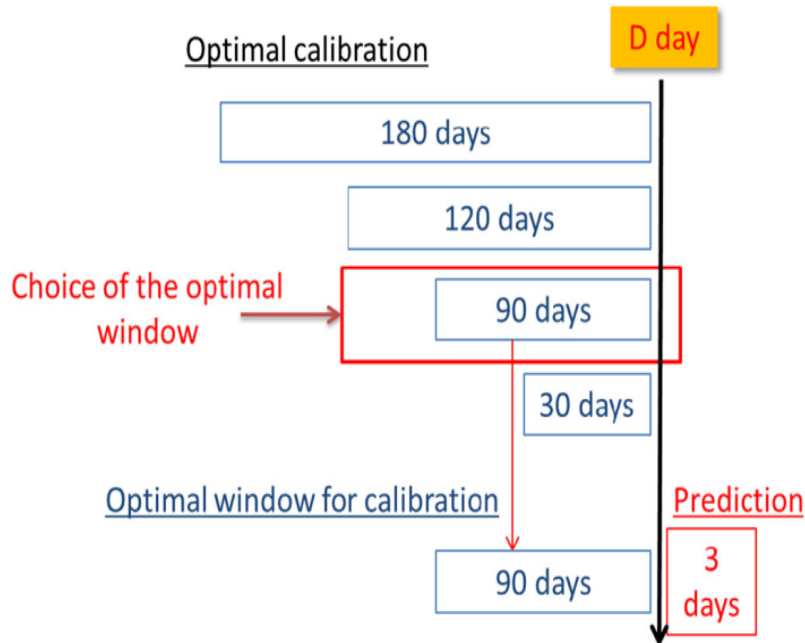 Optimal calibration
D day
180 days
120 days
Choice of the optimal
window
90 days
30 days
Optimal window for calibration
Prediction
90 days
3
days